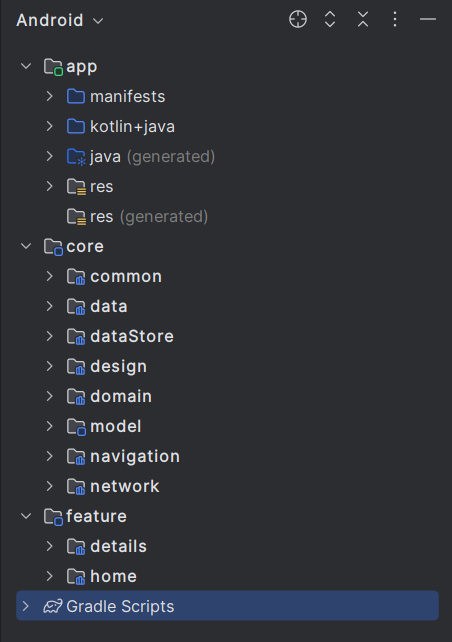 Android
app
manifests
kotlin+java
java (generated)
res
res (generated)
core
common
data
dataStore
design
domain
model
navigation
network
feature
details
home
Gradle Scripts